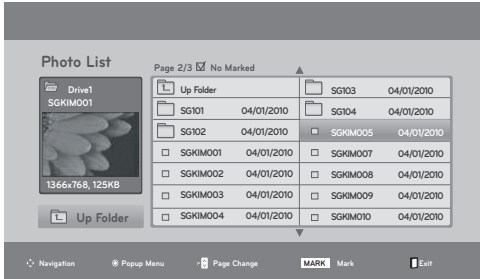 Photo List
Page 2/3 No Marked
Drive1
SGKIM001
1366x768, 125KB
Up Folder
Up Folder
SG101 04/01/2010
SG102 04/01/2010
SGKIM001 04/01/2010
SGKIM002 04/01/2010
SGKIM003 04/01/2010
SGKIM004 04/01/2010
SG103 04/01/2010
SG104 04/01/2010
SGKIM005 04/01/2010
SGKIM007 04/01/2010
SGKIM008 04/01/2010
SGKIM009 04/01/2010
SGKIM010 04/01/2010
Navigation Popup Menu Page Change MARK Mark Exit